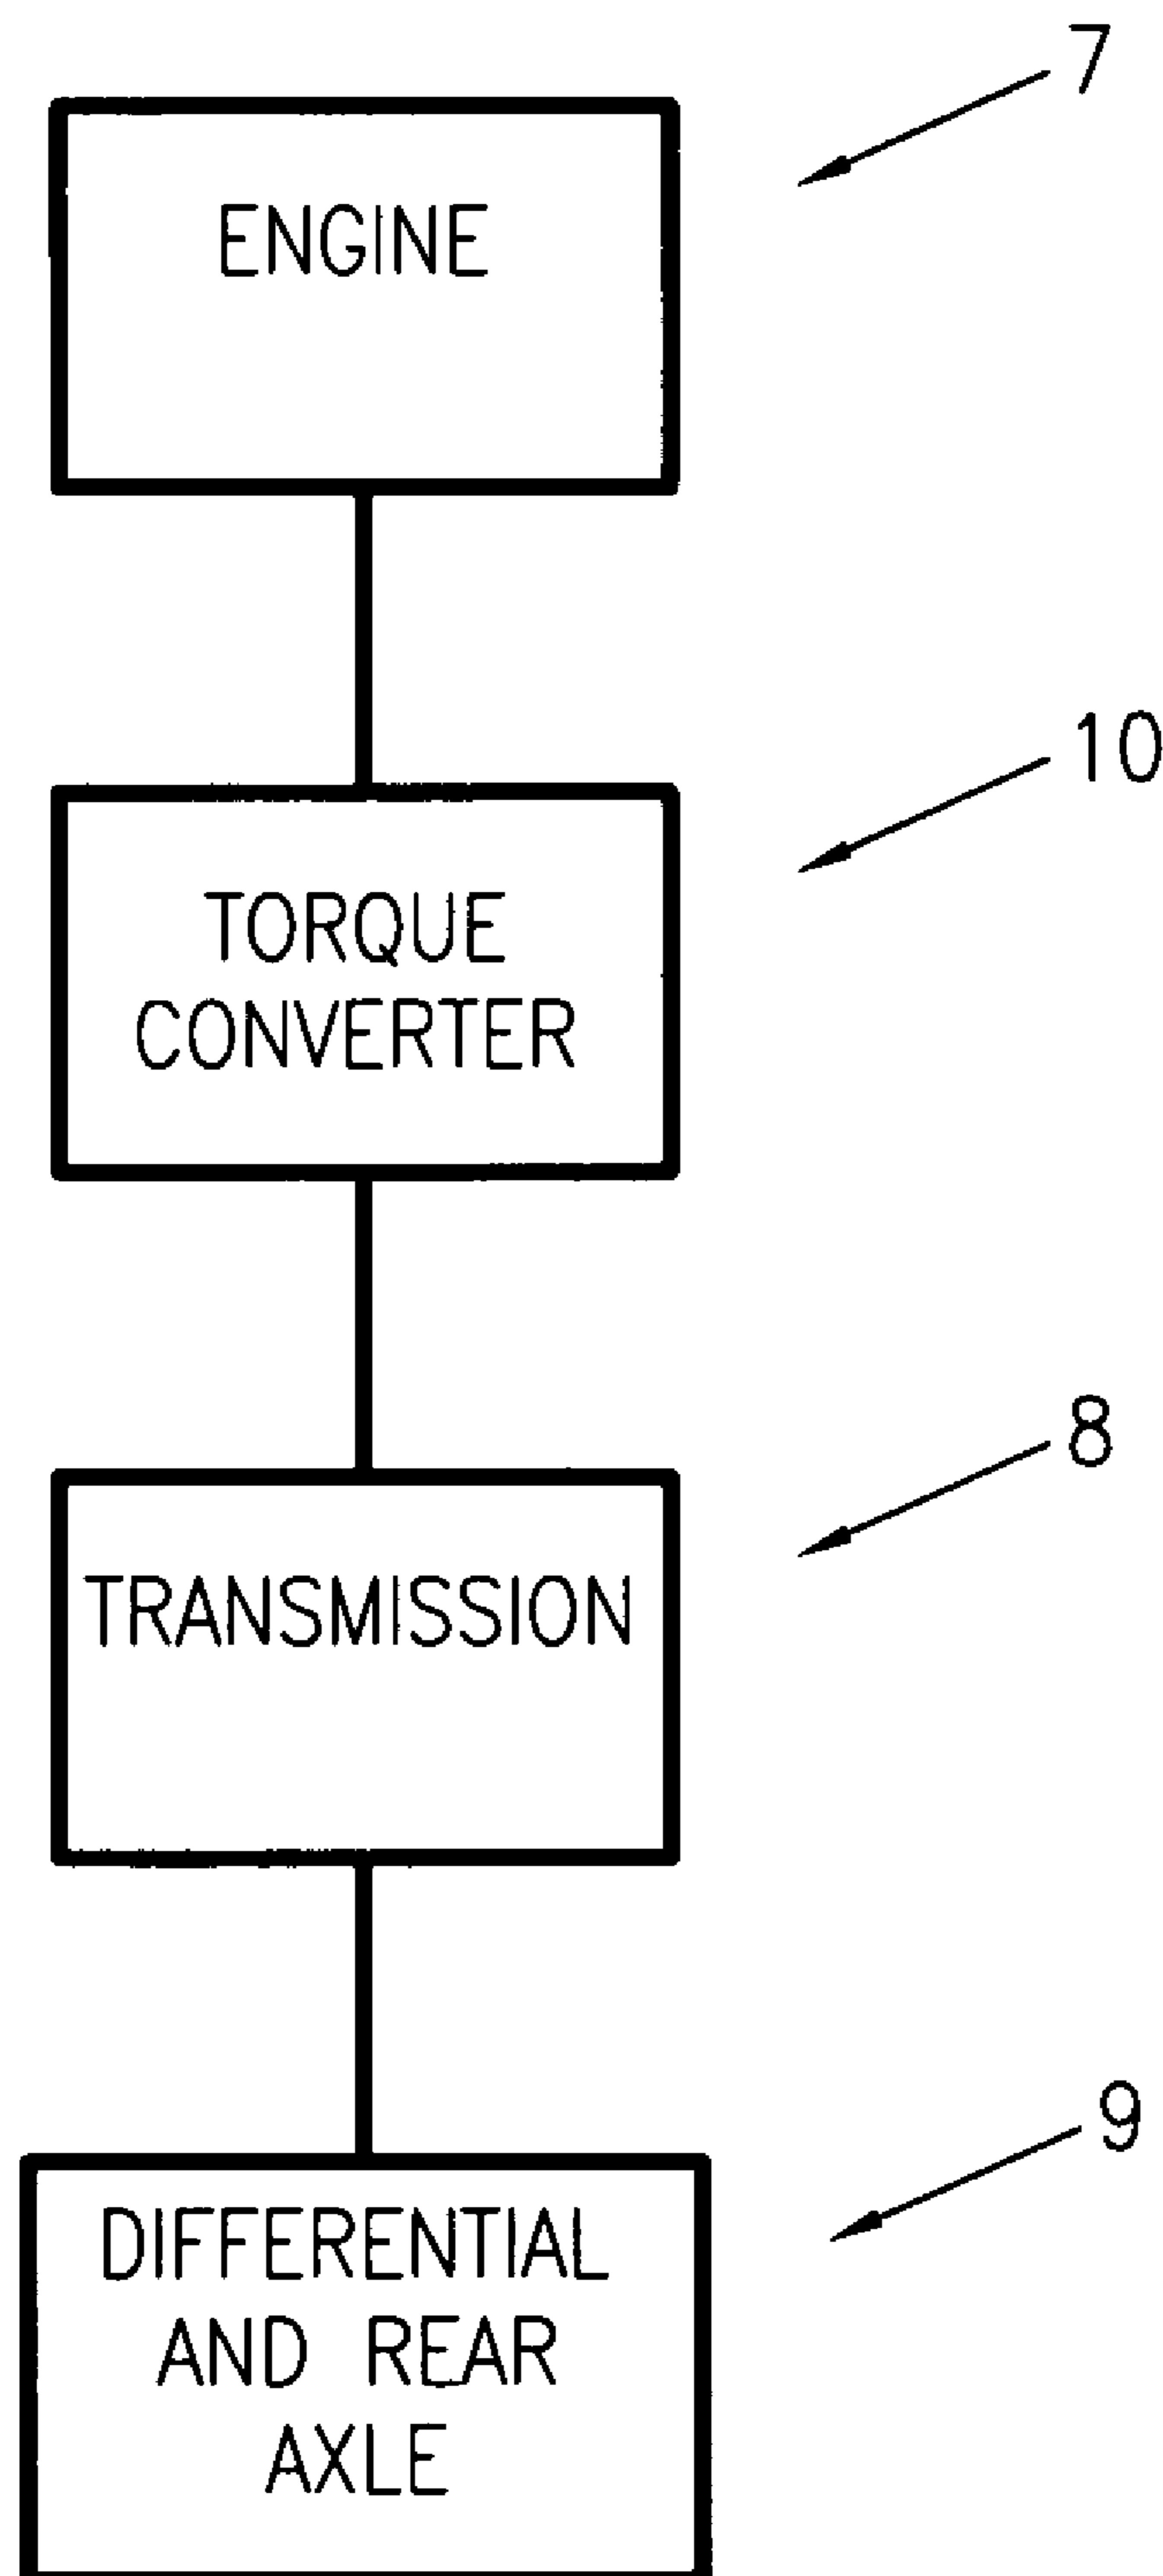 7
ENGINE
10
TORQUE
CONVERTER
8
TRANSMISSION
9
DIFFERENTIAL
AND REAR
AXLE